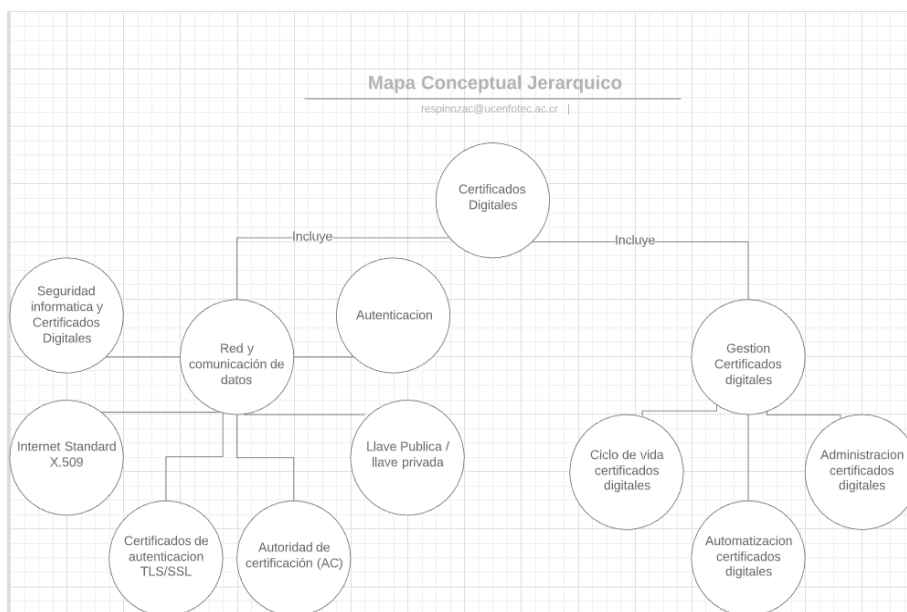 Mapa Conceptual Jerarquico
respinozac@ucenfotec.ac.cr |
Certificados
Digitales
Incluye
Incluye
Seguridad
informatica y
Certificados
Digitales
Red y
comunicación de
datos
Autenticacion
Gestion
Certificados
digitales
Internet Standard
X.509
Llave Publica /
llave privada
Ciclo de vida
certificados
digitales
Administracion
certificados
digitales
Certificados de
autenticacion
TLS/SSL
Autoridad de
certificación (AC)
Automatizacion
certificados
digitales